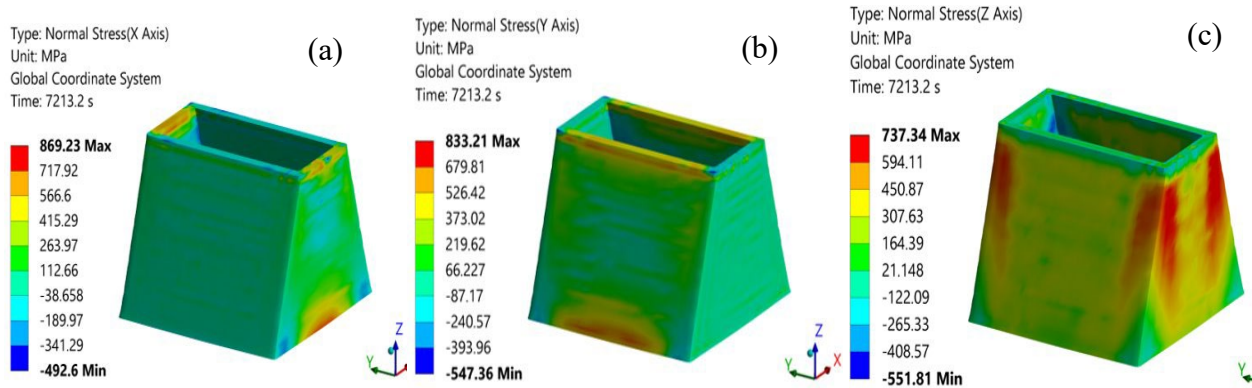 Type: Normal Stress(X Axis)
Unit: MPa
Global Coordinate System
Time: 7213.2 s
(a)
869.23 Max
717.92
566.6
415.29
263.97
112.66
-38.658
-189.97
-341.29
-492.6 Min
Z
Y
Type: Normal Stress(Y Axis)
Unit: MPa
Global Coordinate System
Time: 7213.2 s
(b)
833.21 Max
679.81
526.42
373.02
219.62
66.227
-87.17
-240.57
-393.96
-547.36 Min
Z
Y
X
Type: Normal Stress(Z Axis)
Unit: MPa
Global Coordinate System
Time: 7213.2 s
(c)
737.34 Max
594.11
450.87
307.63
164.39
21.148
-122.09
-265.33
-408.57
-551.81 Min
Y